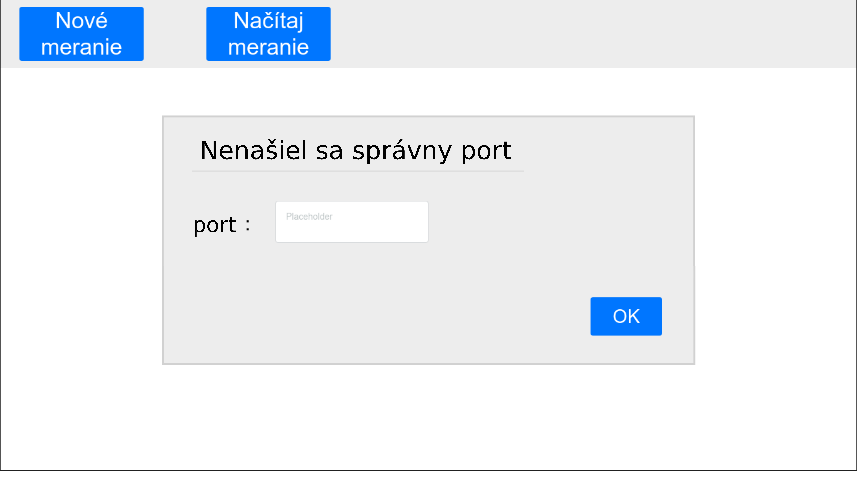 Nové
meranie
Načítaj
meranie
Nenašiel sa správny port
port :
Placeholder
OK